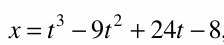 x = t³ − 9t² + 24t − 8.